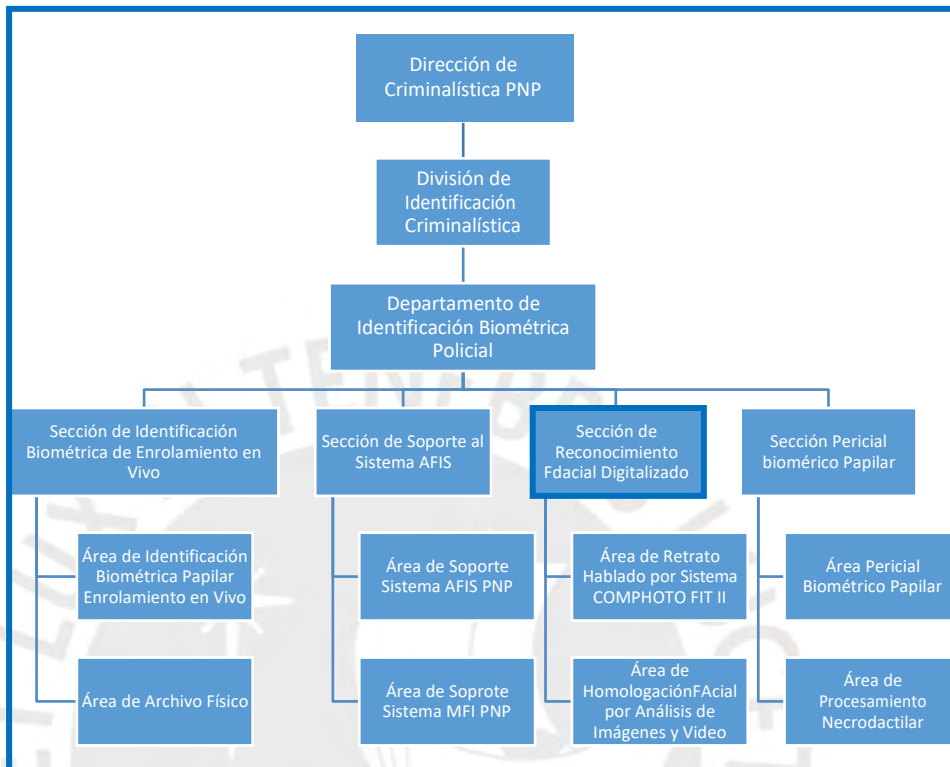 Dirección de
Criminalística PNP
División de
Identificación
Criminalística
Departamento de
Identificación Biométrica
Policial
Sección de Identificación
Biométrica de Enrolamiento en
Vivo
Sección de Soporte al
Sistema AFIS
Sección de
Reconocimiento
Fdacial Digitalizado
Sección Pericial
biomérico Papilar
Área de Identificación
Biométrica Papilar
Enrolamiento en Vivo
Área de Soporte
Sistema AFIS PNP
Área de Retrato
Hablado por Sistema
COMPHOTO FIT II
Área Pericial
Biométrico Papilar
Área de Archivo Físico
Área de Soprote
Sistema MFI PNP
Área de
HomologaciónFAcial
por Análisis de
Imágenes y Video
Área de
Procesamiento
Necrodactilar